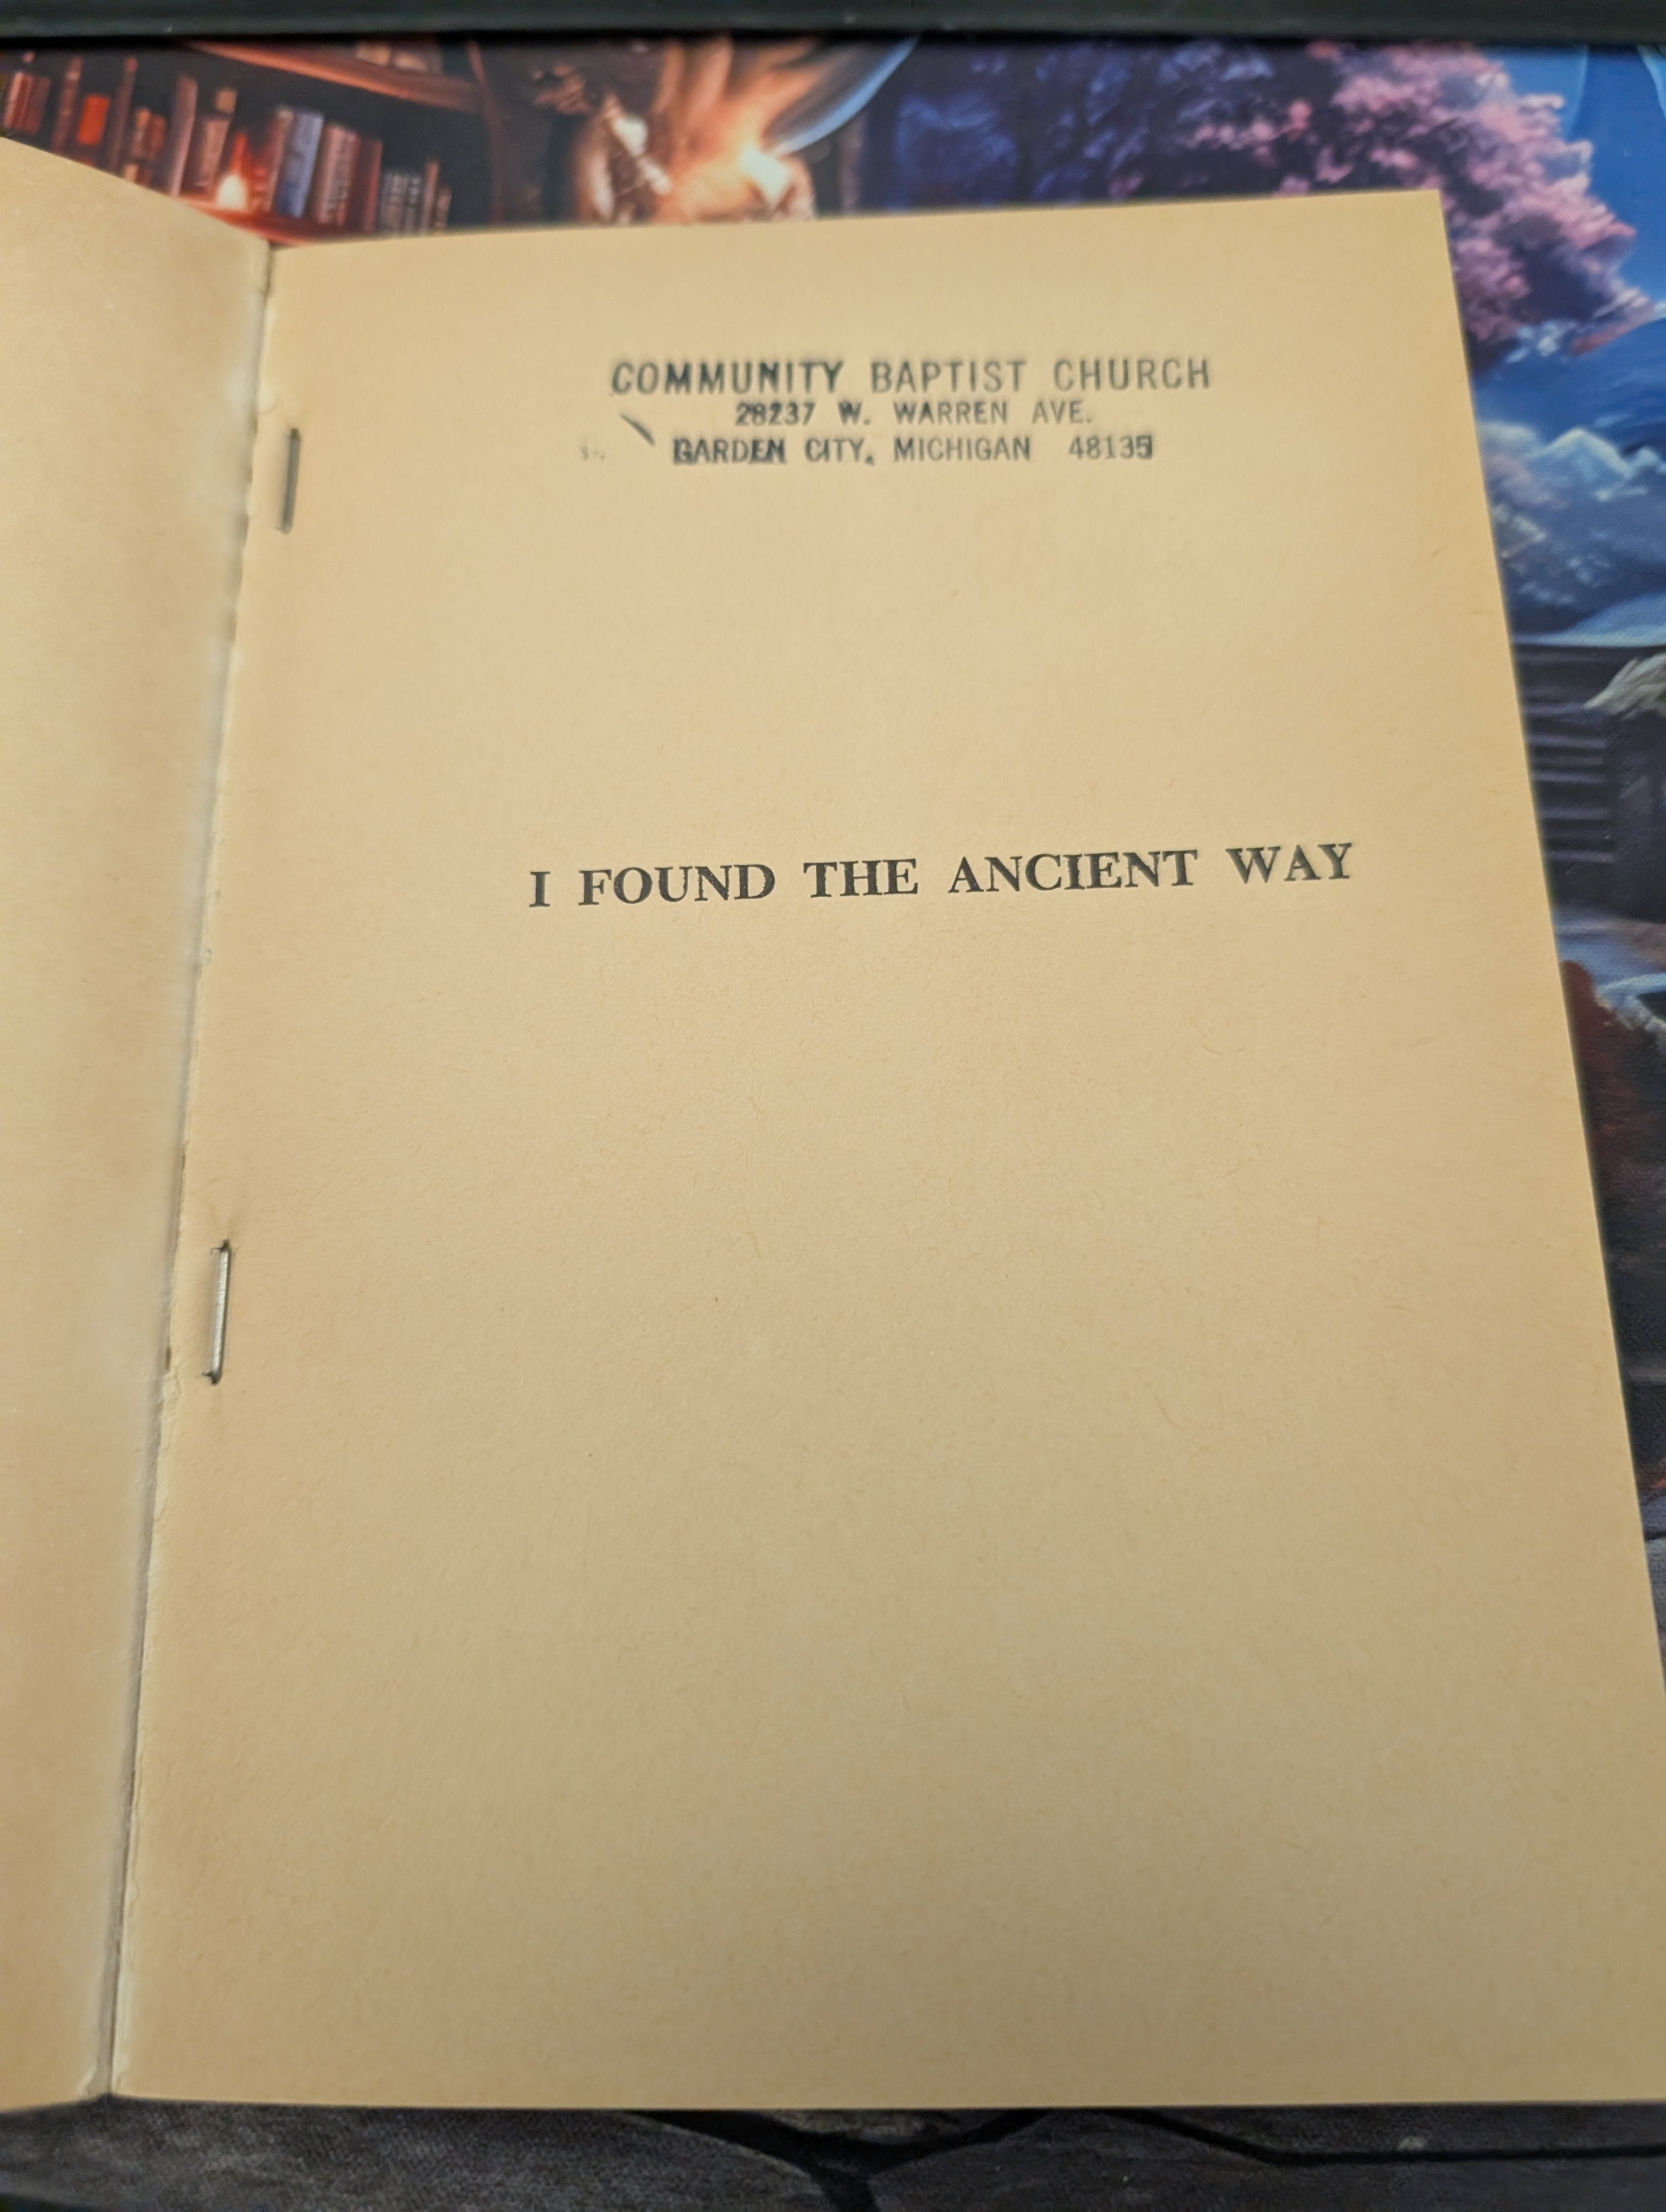 COMMUNITY BAPTIST CHURCH
28237 W. WARREN AVE.
GARDEN CITY, MICHIGAN 48135
I FOUND THE ANCIENT WAY